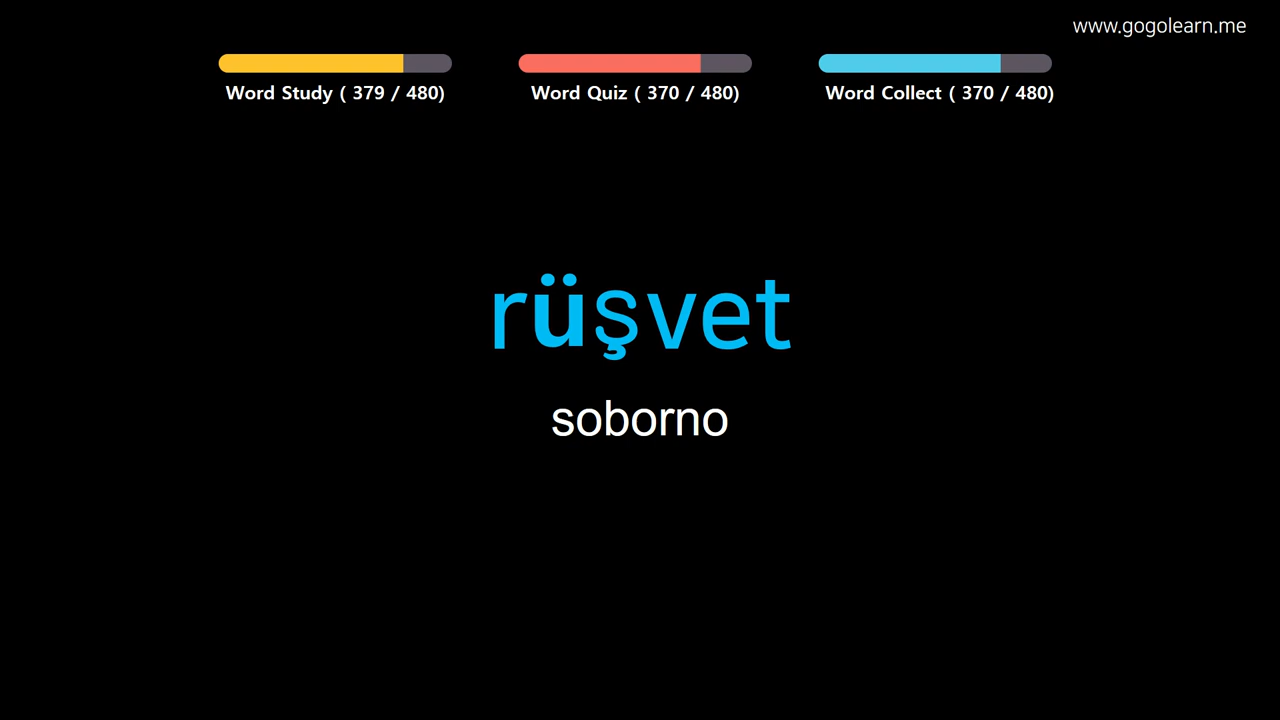 www.gogolearn.me
Word Study ( 379 / 480)
Word Quiz ( 370 / 480)
Word Collect ( 370 / 480)
rüşvet
soborno